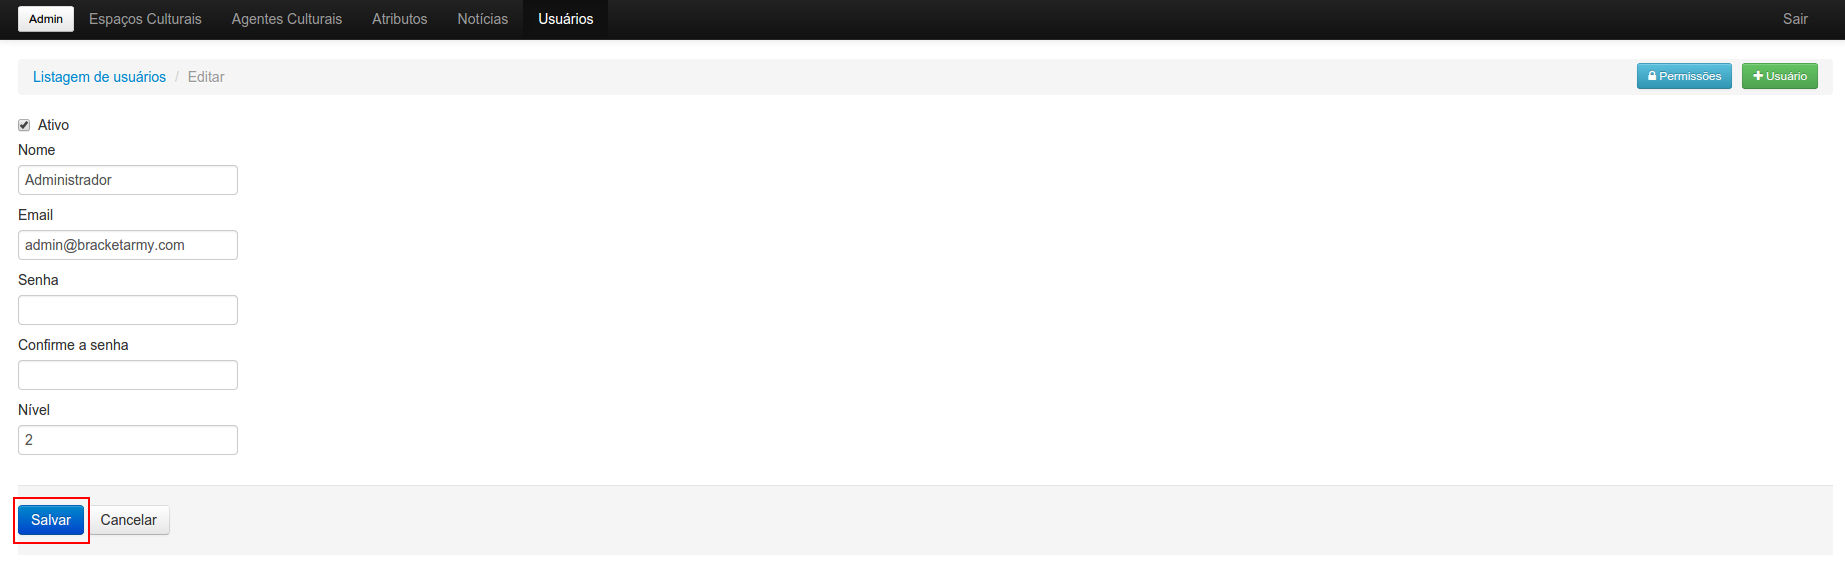 Admin Espaços Culturais Agentes Culturais Atributos Notícias Usuários Sair
Listagem de usuários / Editar Permissões Usuário
Ativo
Nome
Administrador
Email
admin@bracketarmy.com
Senha
Confirme a senha
Nível
2
Salvar Cancelar